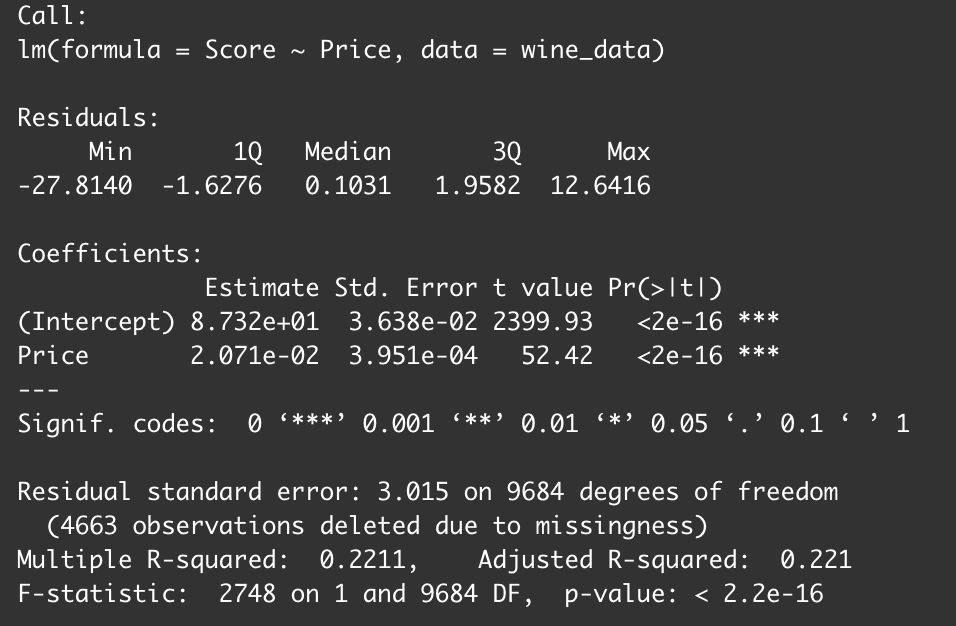 Call:
lm(formula = Score ~ Price, data = wine_data)
Residuals:
     Min       1Q   Median       3Q      Max
-27.8140  -1.6276   0.1031   1.9582  12.6416
Coefficients:
             Estimate Std. Error t value Pr(>|t|)
(Intercept) 8.732e+01  3.638e-02 2399.93   <2e-16 ***
Price       2.071e-02  3.951e-04   52.42   <2e-16 ***
---
Signif. codes:  0 ‘***’ 0.001 ‘**’ 0.01 ‘*’ 0.05 ‘.’ 0.1 ‘ ’ 1
Residual standard error: 3.015 on 9684 degrees of freedom
  (4663 observations deleted due to missingness)
Multiple R-squared:  0.2211,	Adjusted R-squared:  0.221
F-statistic:  2748 on 1 and 9684 DF,  p-value: < 2.2e-16